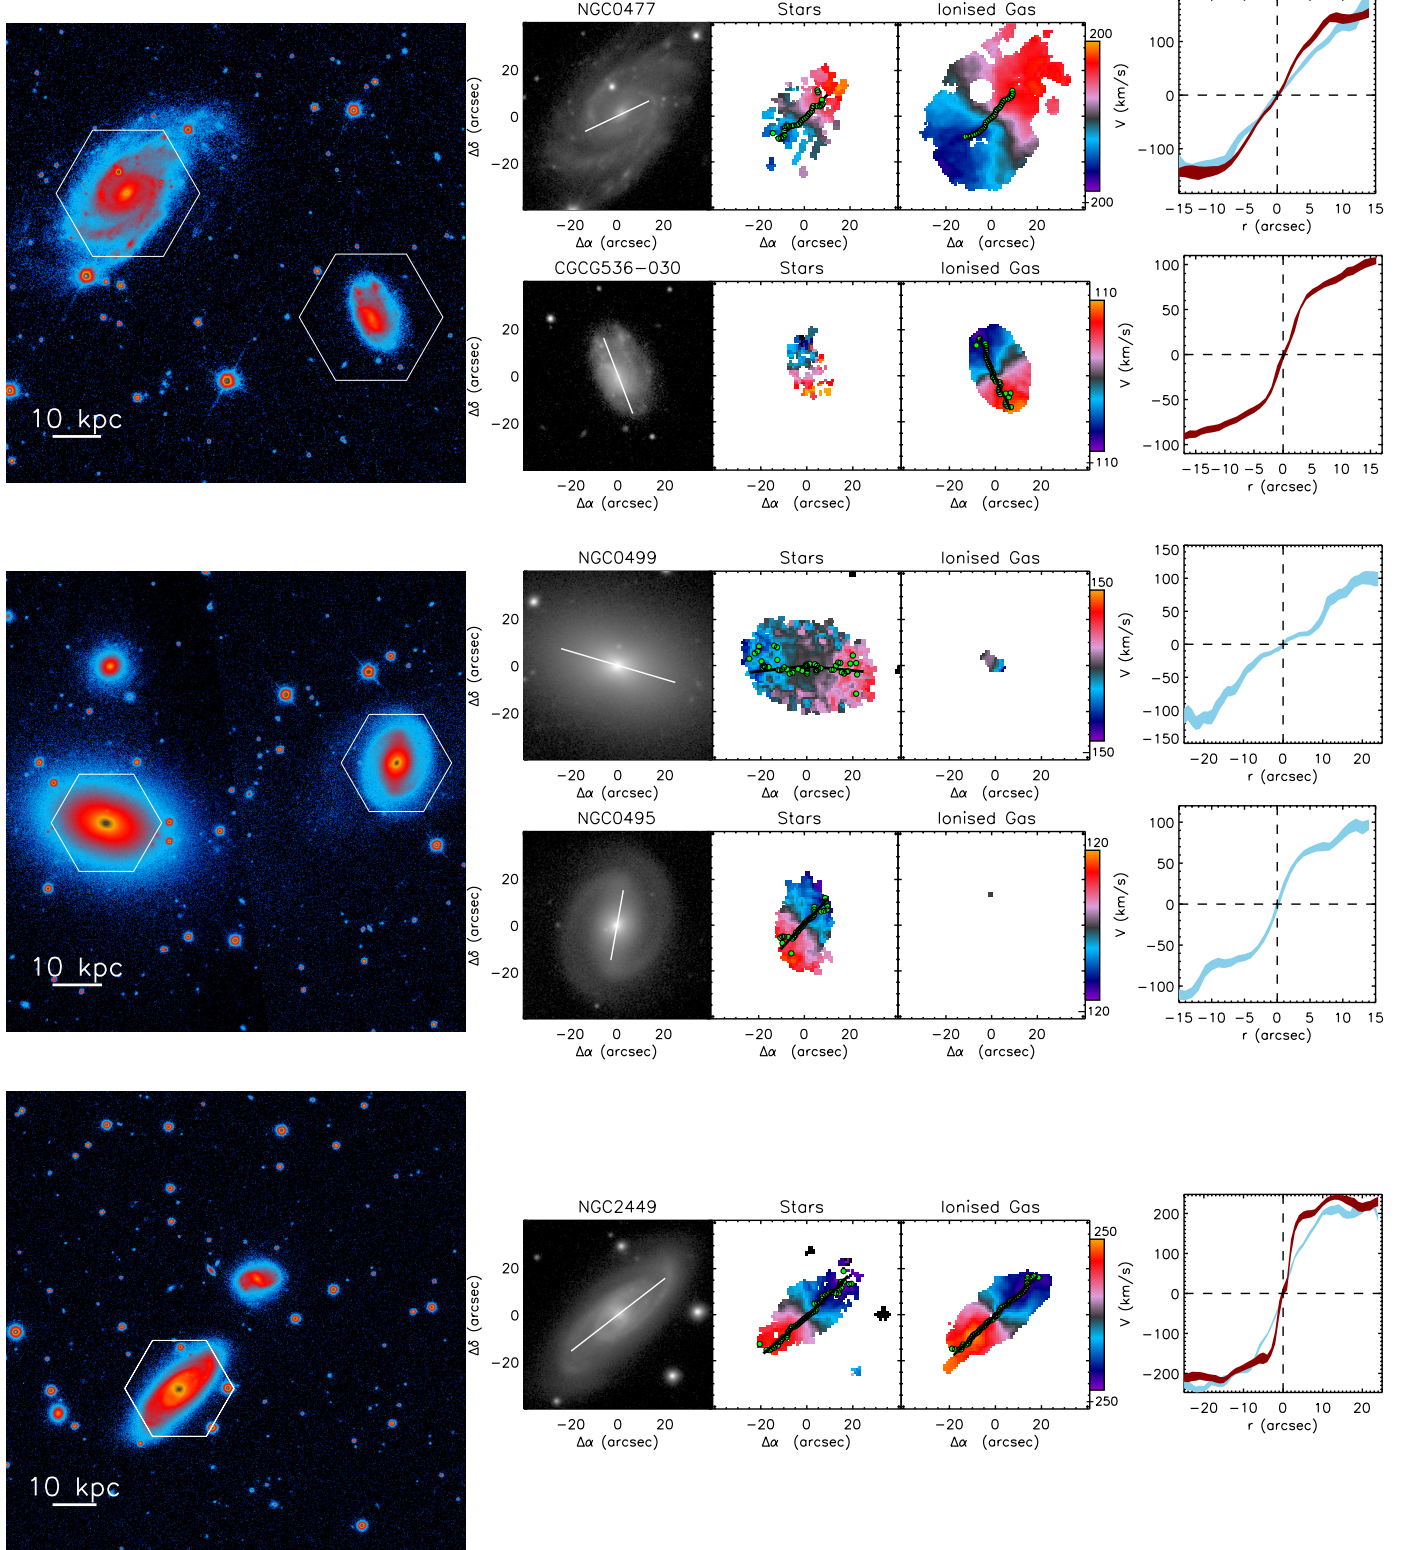 NGC0477 Stars Ionised Gas
200
100
0
−100
V (km/s)
20
0
−20
Δδ (arcsec)
200
−20 0 20 −20 0 20 −20 0 20
Δα (arcsec) Δα (arcsec) Δα (arcsec)
−15 −10 −5 0 5 10 15
r (arcsec)
10 kpc
CGCG536−030 Stars Ionised Gas
110
100
50
0
−50
−100
V (km/s)
20
0
−20
Δδ (arcsec)
110
−20 0 20 −20 0 20 −20 0 20
Δα (arcsec) Δα (arcsec) Δα (arcsec)
−15−10 −5 0 5 10 15
r (arcsec)
NGC0499 Stars Ionised Gas
150
150
100
50
0
−50
−100
−150
V (km/s)
20
0
−20
Δδ (arcsec)
150
−20 0 20 −20 0 20 −20 0 20
Δα (arcsec) Δα (arcsec) Δα (arcsec)
−20 −10 0 10 20
r (arcsec)
10 kpc
NGC0495 Stars Ionised Gas
120
100
50
0
−50
−100
V (km/s)
20
0
−20
Δδ (arcsec)
120
−20 0 20 −20 0 20 −20 0 20
Δα (arcsec) Δα (arcsec) Δα (arcsec)
−15 −10 −5 0 5 10 15
r (arcsec)
NGC2449 Stars Ionised Gas
250
200
100
0
−100
−200
V (km/s)
20
0
−20
Δδ (arcsec)
250
−20 0 20 −20 0 20 −20 0 20
Δα (arcsec) Δα (arcsec) Δα (arcsec)
−20 −10 0 10 20
r (arcsec)
10 kpc